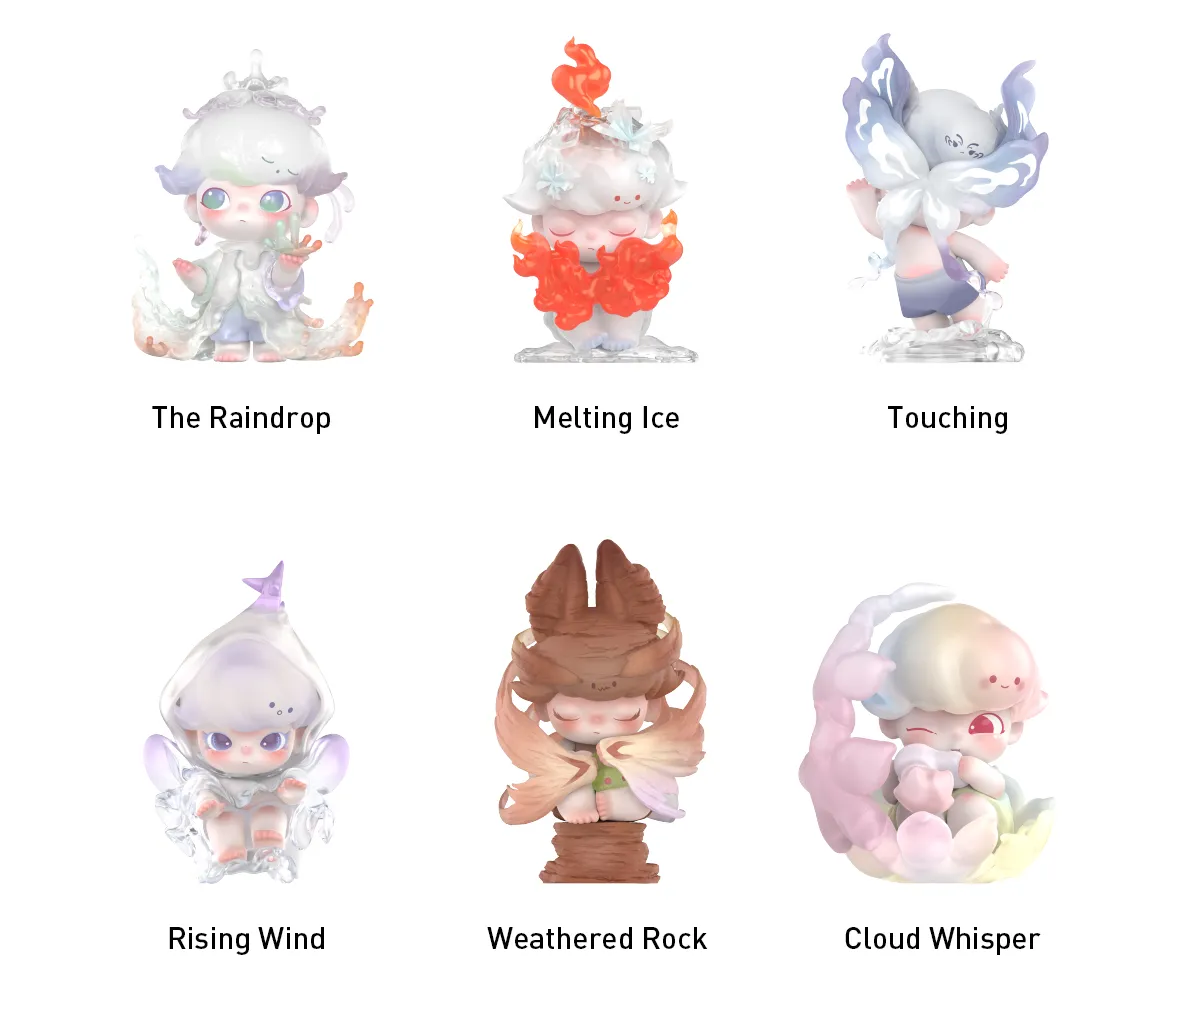 The Raindrop
Melting Ice
Touching
Rising Wind
Weathered Rock
Cloud Whisper